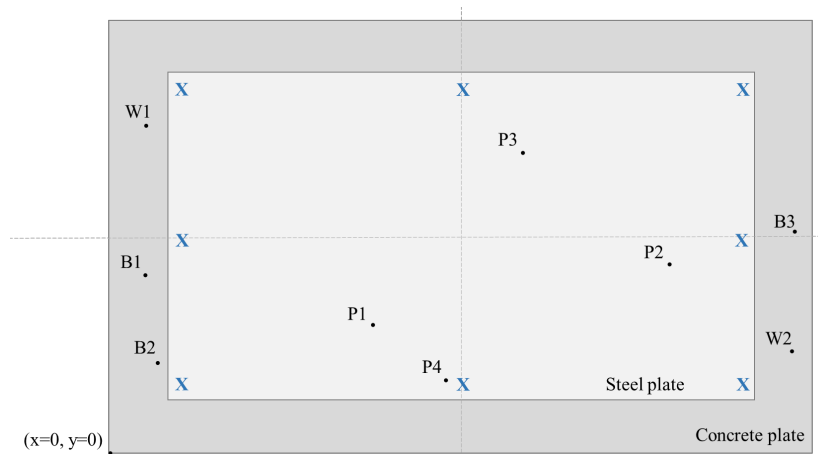 X X X
W1
P3
B3
X X
P2
B1
P1
W2
B2
P4
X X X
Steel plate
Concrete plate
(x=0, y=0)